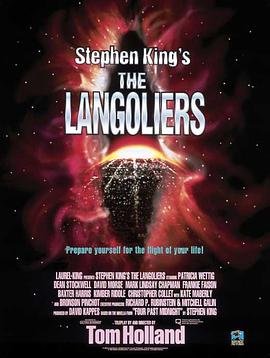 Stephen King's
THE
LANGOLIERS
Prepare yourself for the flight of your life!
LAUREL-KING PRESENTS STEPHEN KING'S THE LANGOLIERS STARRING PATRICIA WETTIG
DEAN STOCKWELL DAVID MORSE MARK LINDSAY CHAPMAN FRANKIE FAISON
BAXTER HARRIS KIMBER RIDDLE CHRISTOPHER COLLET WITH KATE MABERLY
AND BRONSON PINCHOT EXECUTIVE PRODUCERS RICHARD P. RUBINSTEIN & MITCHELL GALIN
PRODUCED BY DAVID KAPPES BASED ON THE NOVELLA FROM "FOUR PAST MIDNIGHT" BY STEPHEN KING
TELEPLAY AND DIRECTED BY
Tom Holland